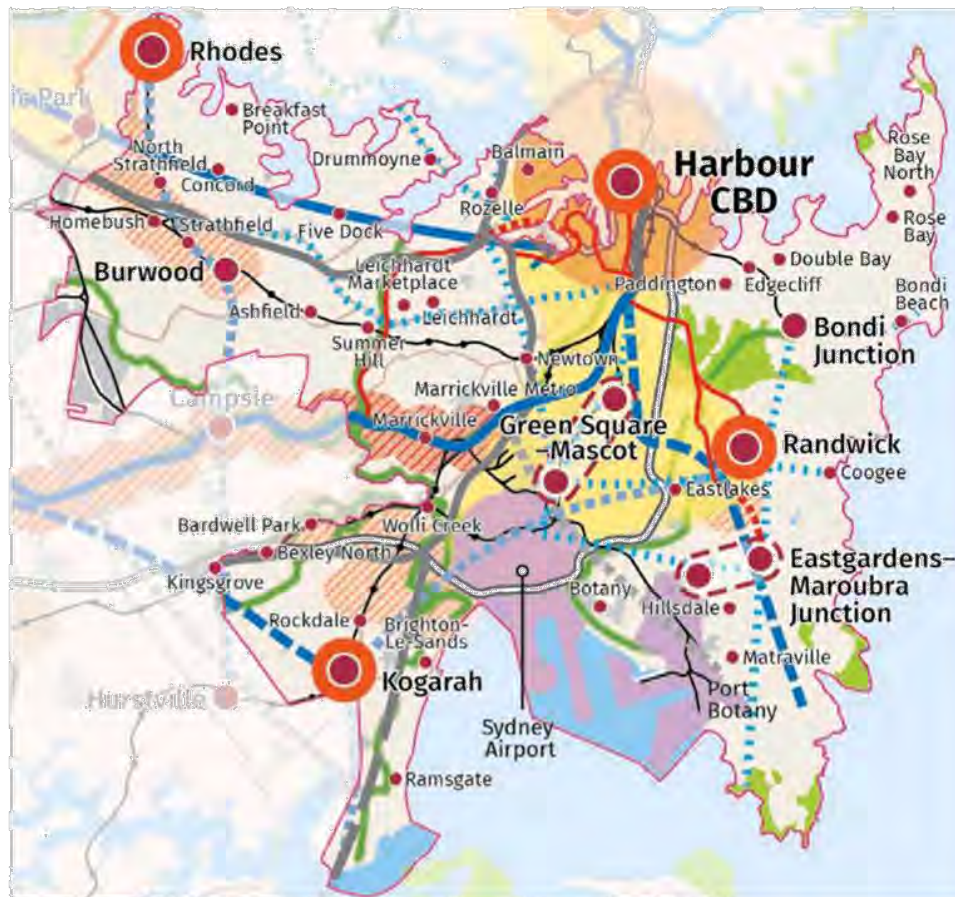 Rhodes
Breakfast
Point
Park
North
Strathfield
Concord
Drummoyne
Balmain
Rozelle
Harbour
CBD
Rose
Bay
North
Rose
Bay
Homebush
Strathfield
Five Dock
Burwood
Leichhardt
Marketplace
Leichhardt
Ashfield
Summer
Hill
Paddington
Edgecliff
Double Bay
Bondi
Beach
Bondi
Junction
Newtown
Marrickville Metro
Campsie
Marrickville
Green Square
–Mascot
Randwick
Coogee
Eastlakes
Bardwell Park
Wolli Creek
Bexley North
Kingsgrove
Botany
Hillsdale
Eastgardens–
Maroubra
Junction
Rockdale
Brighton-
Le-Sands
Kogarah
Matraville
Port
Botany
Hurstville
Sydney
Airport
Ramsgate